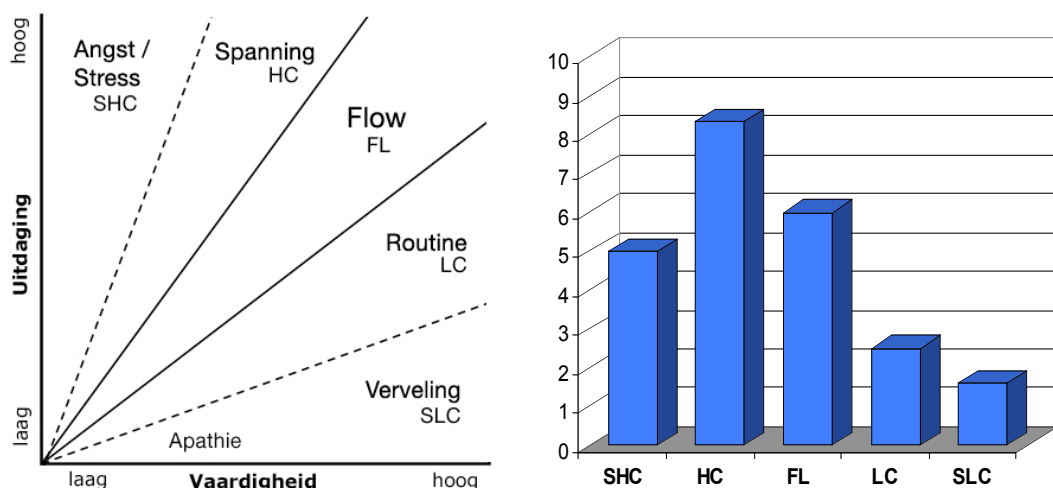 hoog
Angst /
Stress
SHC
Spanning
HC
Flow
FL
Routine
LC
Verveling
SLC
Apathie
Uitdaging
laag
laag
Vaardigheid
hoog
10
9
8
7
6
5
4
3
2
1
0
SHC
HC
FL
LC
SLC